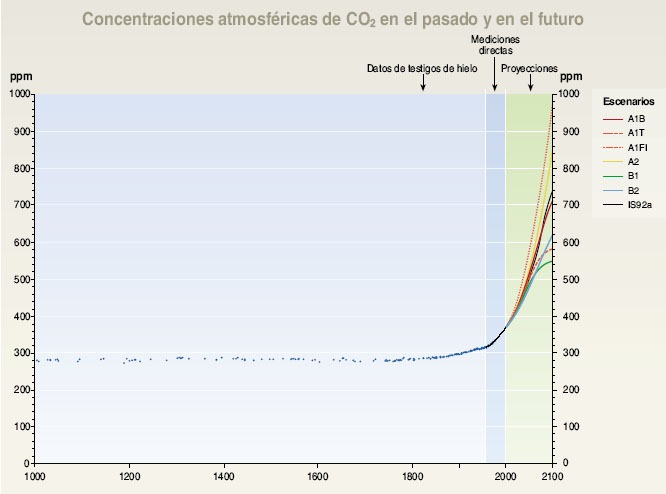 Concentraciones atmosféricas de CO₂ en el pasado y en el futuro
Mediciones
directas
Datos de testigos de hielo
Proyecciones
ppm
ppm
1000
900
800
700
600
500
400
300
200
100
0
1000
900
800
700
600
500
400
300
200
100
0
1000
1200
1400
1600
1800
2000
2100
Escenarios
A1B
A1T
A1FI
A2
B1
B2
IS92a